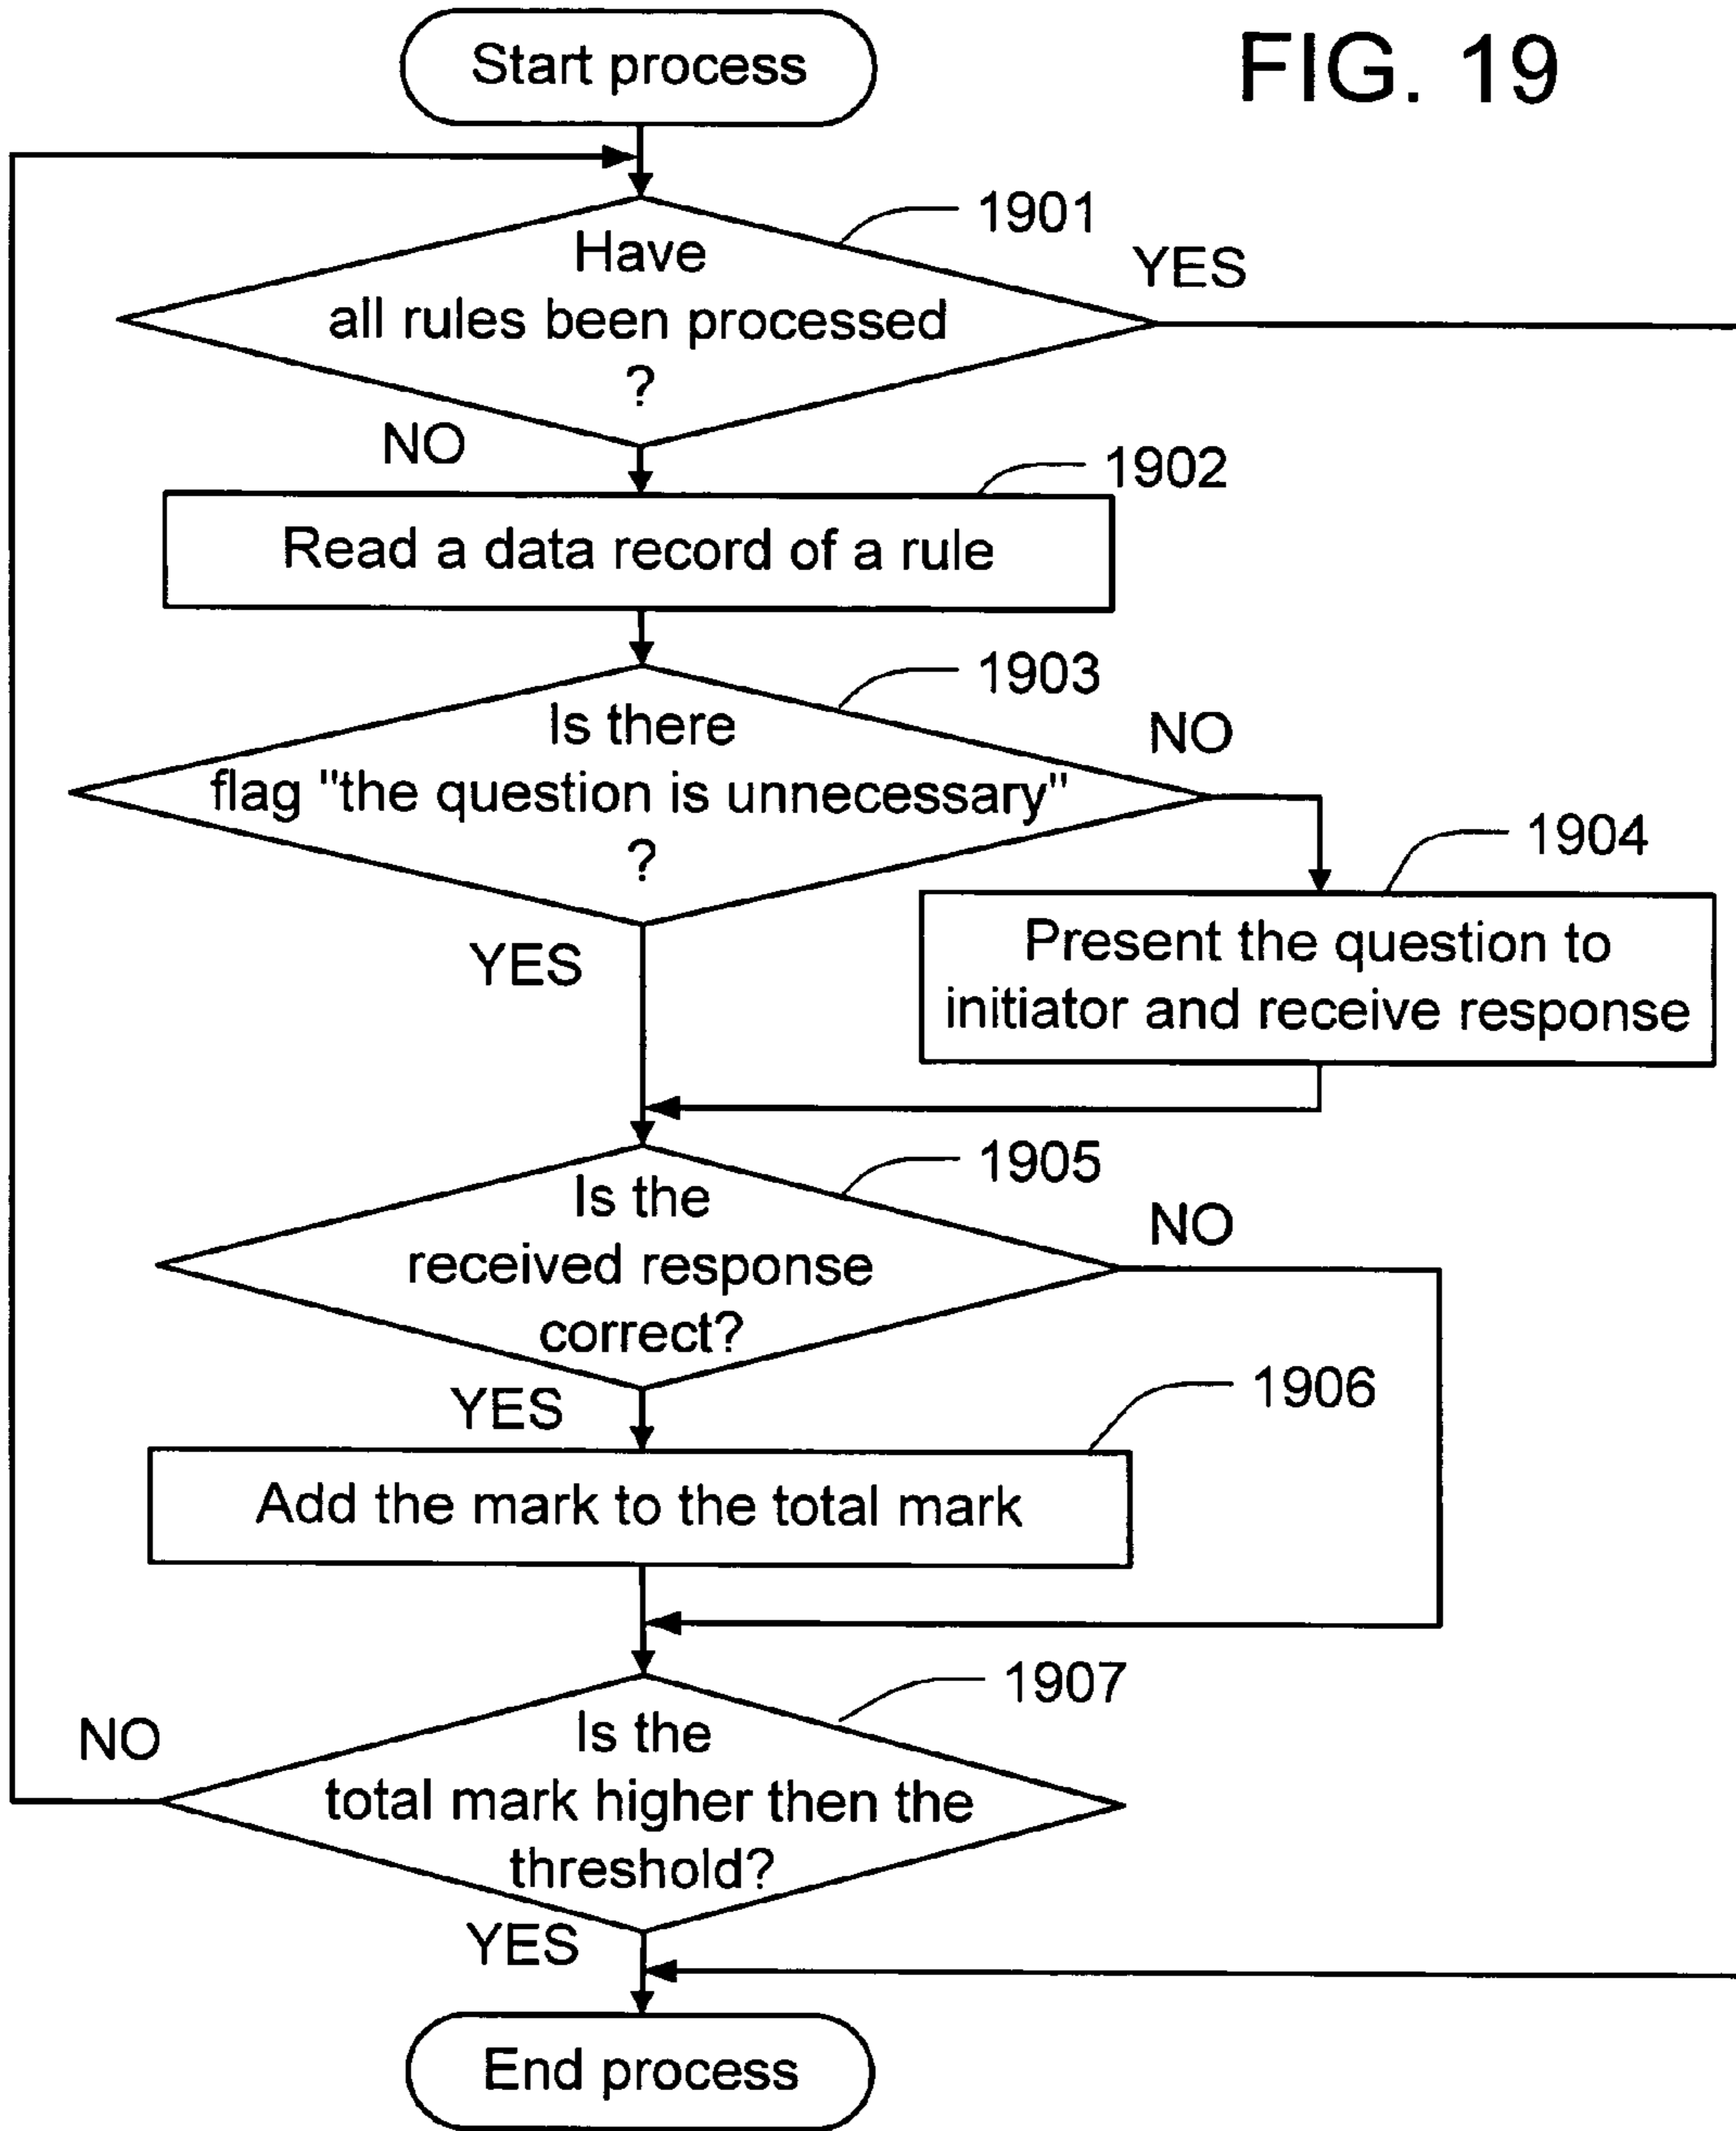 FIG. 19
Start process
1901
Have
all rules been processed
?
YES
NO
1902
Read a data record of a rule
1903
Is there
flag "the question is unnecessary"
?
NO
YES
1904
Present the question to
initiator and receive response
1905
Is the
received response
correct?
NO
YES
1906
Add the mark to the total mark
1907
Is the
total mark higher then the
threshold?
NO
YES
End process